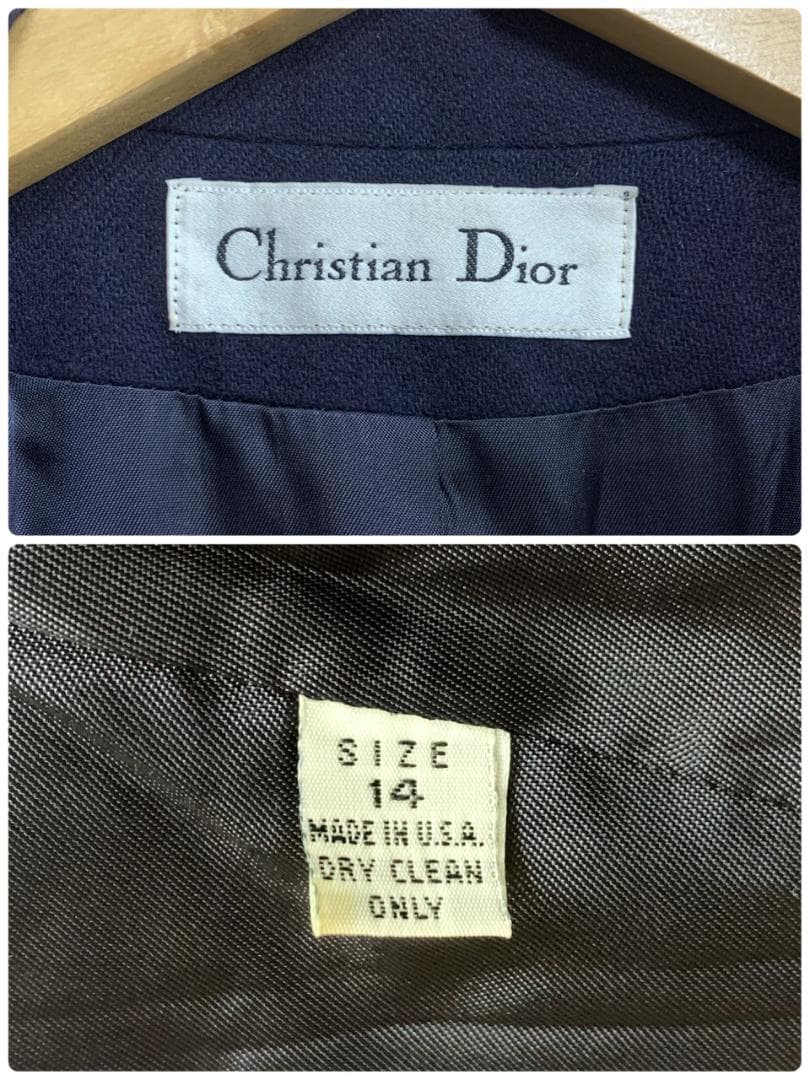 Christian Dior
SIZE
14
MADE IN U.S.A.
DRY CLEAN
ONLY